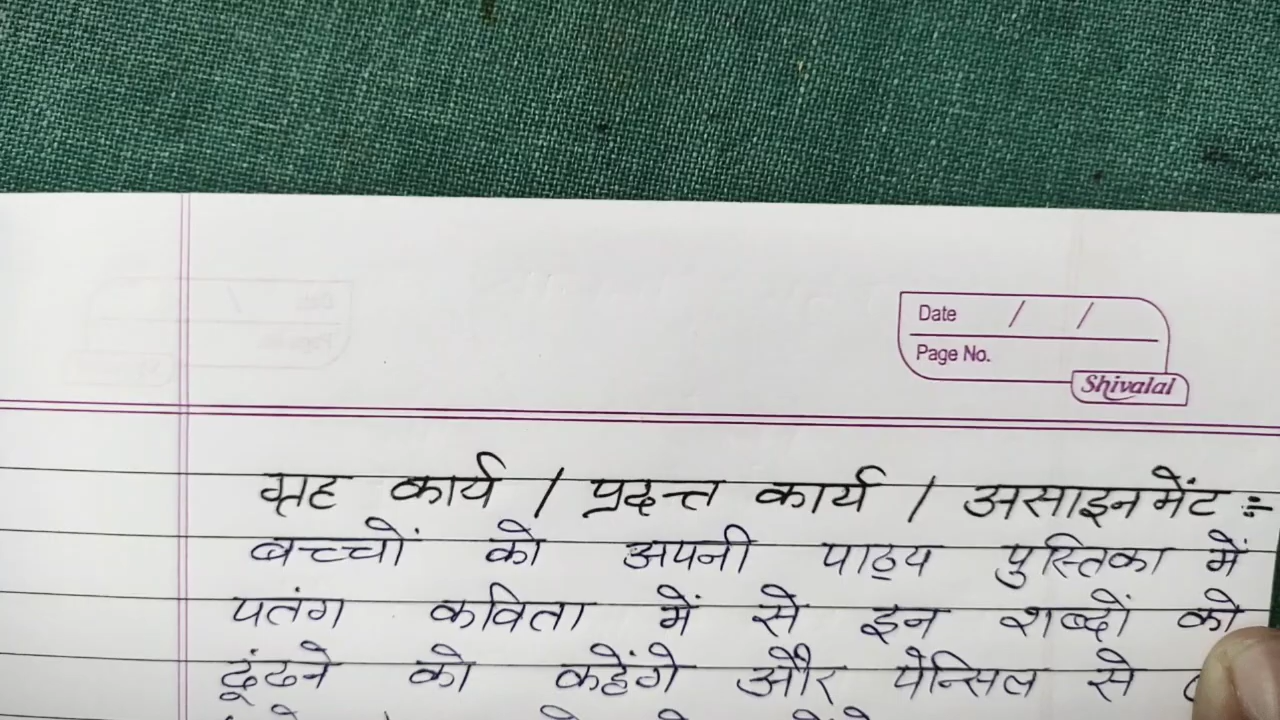 Date / /
Page No.
Shivalal
गृह कार्य / प्रदत्त कार्य / असाइनमेंट :=
बच्चों को अपनी पाठ्य पुस्तिका में
पतंग कविता में से इन शब्दों को
ढूंढने को कहेंगे और पेन्सिल से